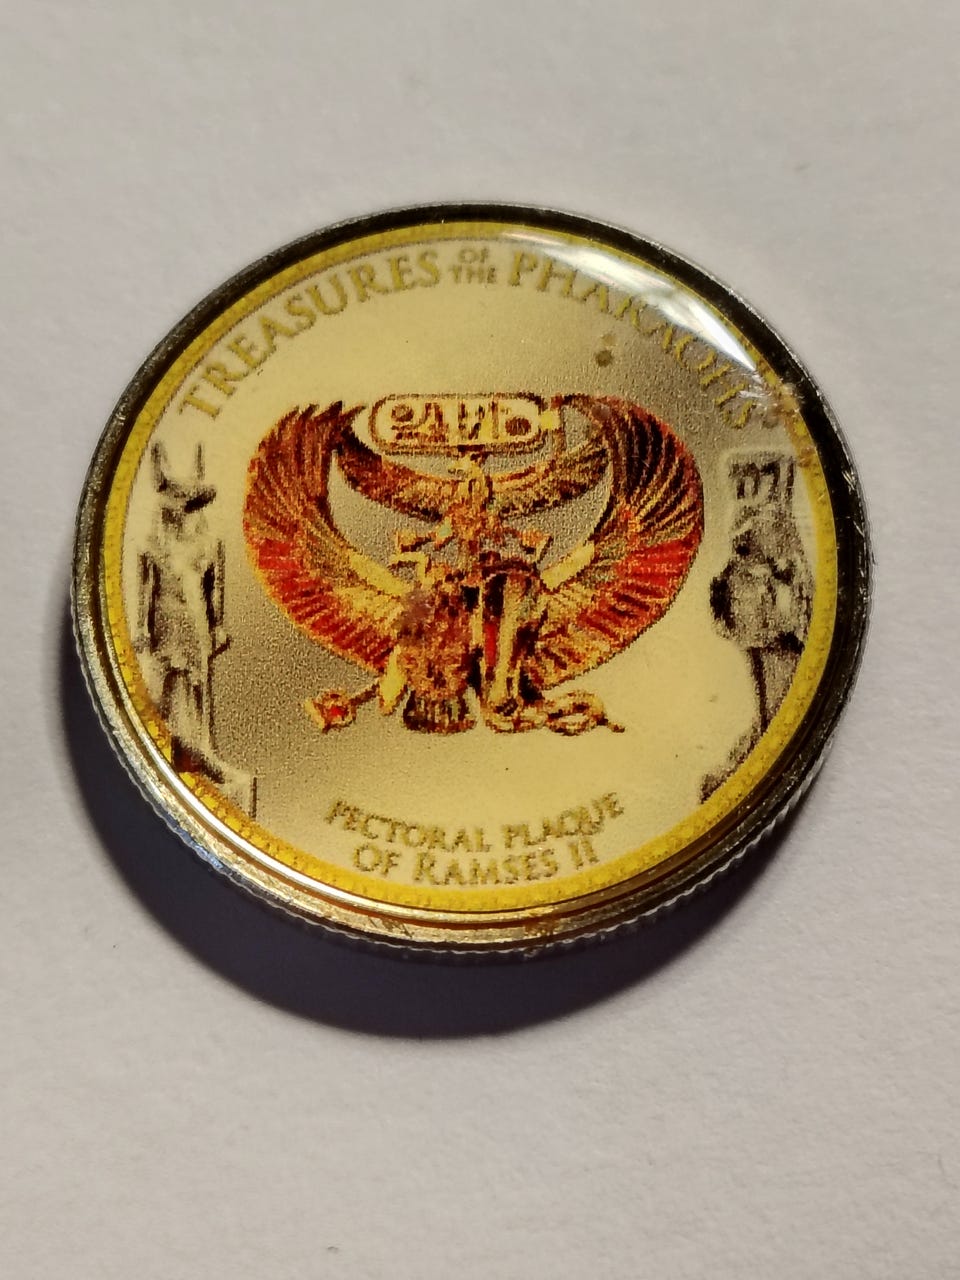 TREASURES OF THE PHARAOHS
PECTORAL PLAQUE
OF RAMSES II